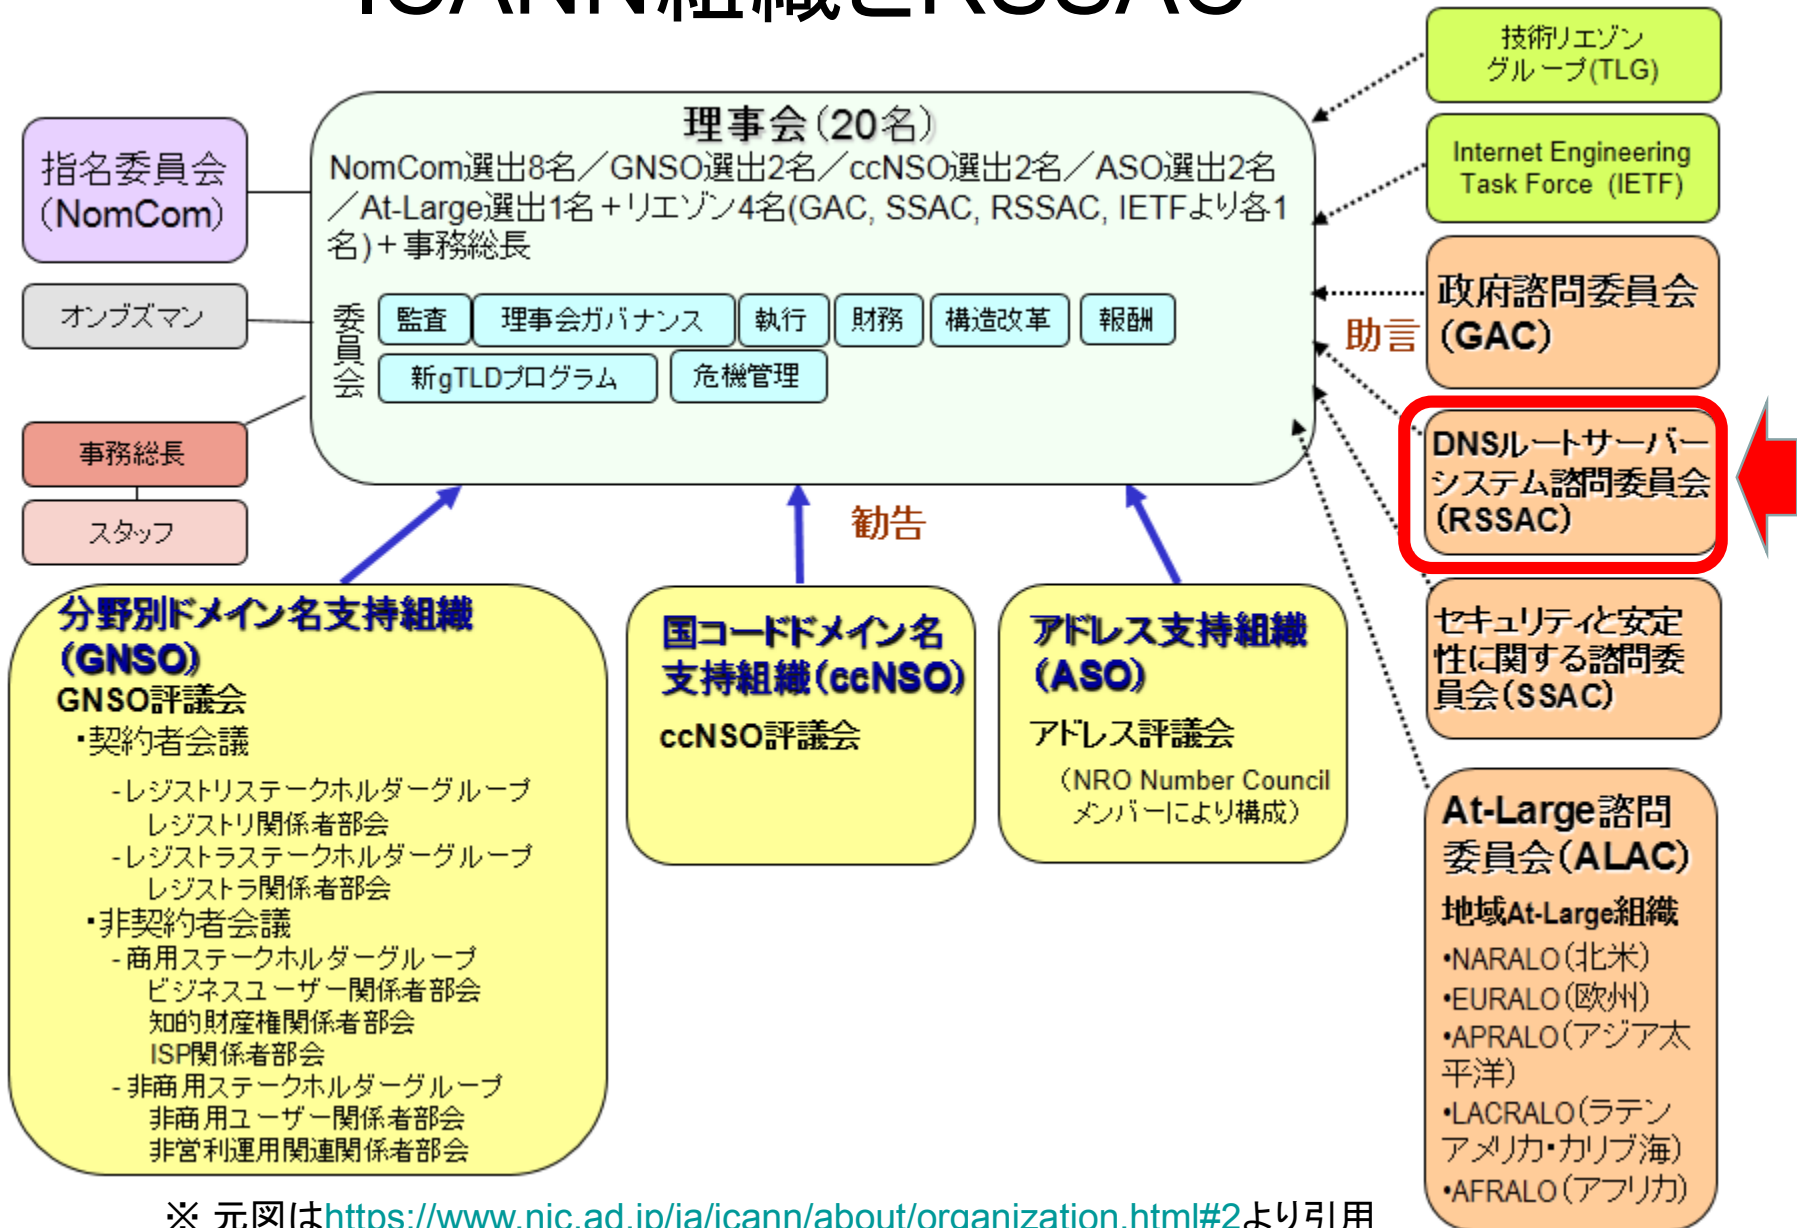 ICANN組織とRSSAC
技術リエゾン
グループ(TLG)
Internet Engineering
Task Force (IETF)
指名委員会
(NomCom)
オンブズマン
事務総長
スタッフ
理事会(20名)
NomCom選出8名/GNSO選出2名/ccNSO選出2名/ASO選出2名
/At-Large選出1名+リエゾン4名(GAC, SSAC, RSSAC, IETFより各1
名)+事務総長
委員会
監査 理事会ガバナンス 執行 財務 構造改革 報酬
新gTLDプログラム 危機管理
助言
政府諮問委員会
(GAC)
DNSルートサーバー
システム諮問委員会
(RSSAC)
セキュリティと安定
性に関する諮問委
員会(SSAC)
At-Large諮問
委員会(ALAC)
地域At-Large組織
•NARALO(北米)
•EURALO(欧州)
•APRALO(アジア太
平洋)
•LACRALO(ラテン
アメリカ・カリブ海)
•AFRALO(アフリカ)
勧告
分野別ドメイン名支持組織
(GNSO)
GNSO評議会
・契約者会議
-レジストリステークホルダーグループ
レジストリ関係者部会
-レジストラステークホルダーグループ
レジストラ関係者部会
・非契約者会議
-商用ステークホルダーグループ
ビジネスユーザー関係者部会
知的財産権関係者部会
ISP関係者部会
-非商用ステークホルダーグループ
非商用ユーザー関係者部会
非営利運用関連関係者部会
国コードドメイン名
支持組織(ccNSO)
ccNSO評議会
アドレス支持組織
(ASO)
アドレス評議会
(NRO Number Council
メンバーにより構成)
※ 元図はhttps://www.nic.ad.jp/ja/icann/about/organization.html#2より引用